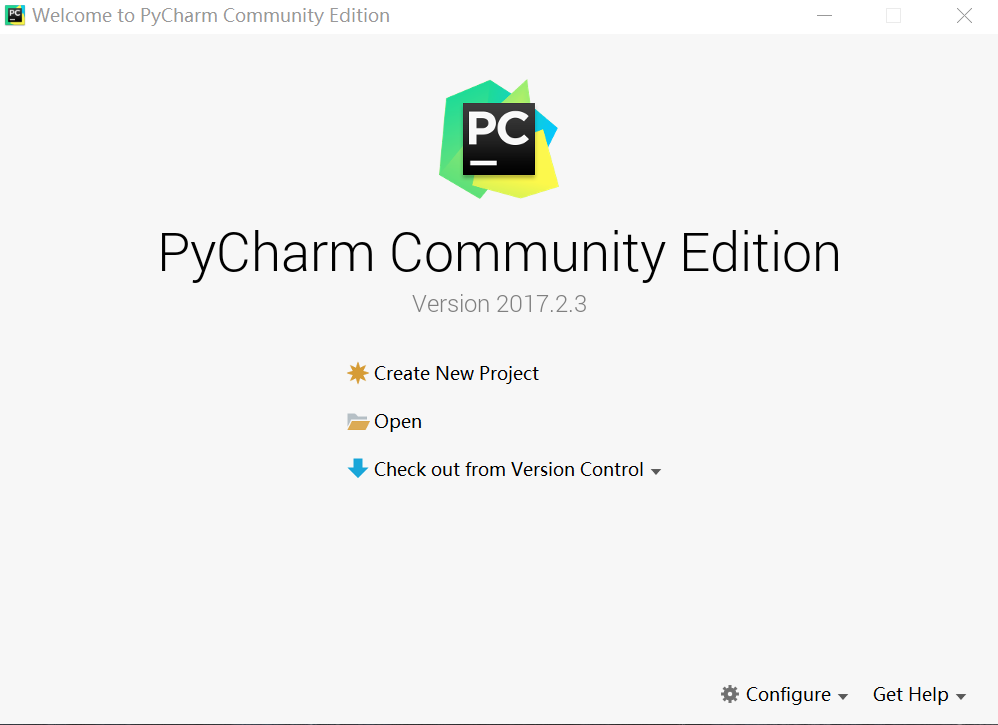 PC Welcome to PyCharm Community Edition
PC
PyCharm Community Edition
Version 2017.2.3
Create New Project
Open
Check out from Version Control
Configure
Get Help